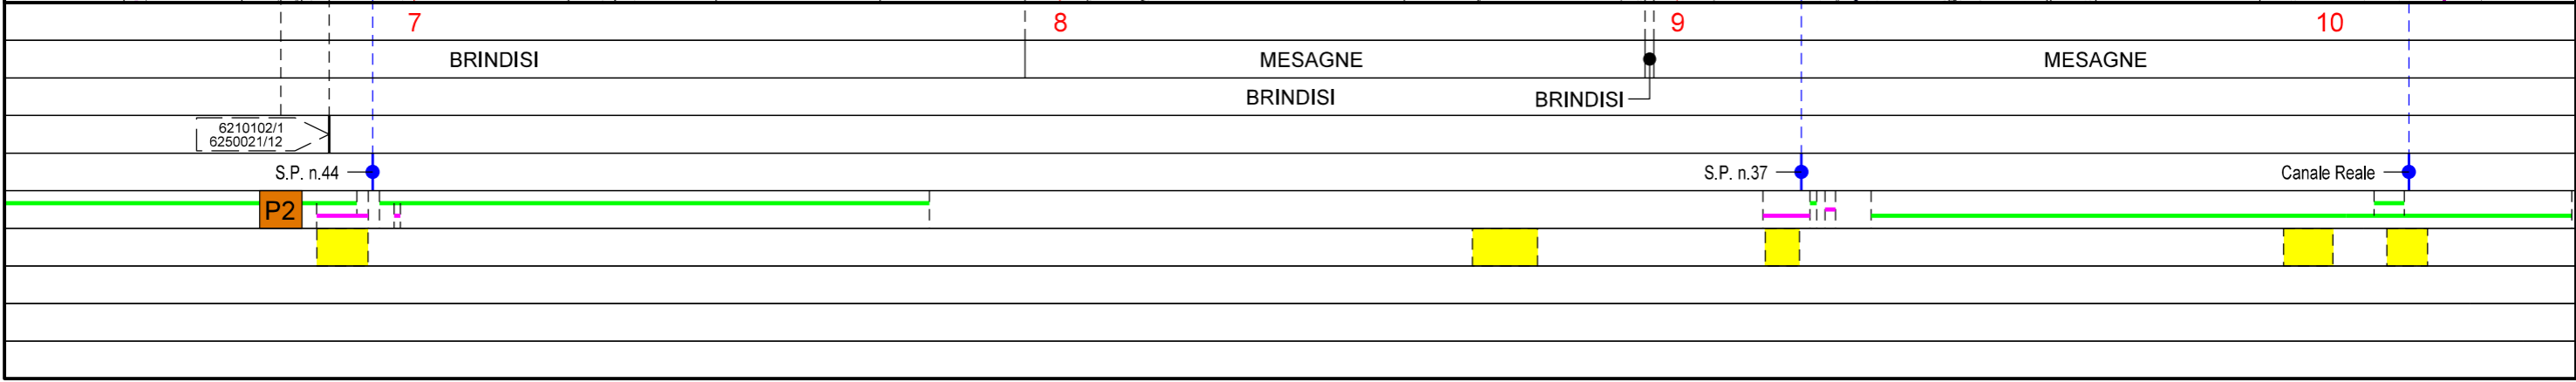 7 8 9 10
BRINDISI MESAGNE MESAGNE
BRINDISI BRINDISI
6210102/1
6250021/12
S.P. n.44 S.P. n.37 Canale Reale
P2